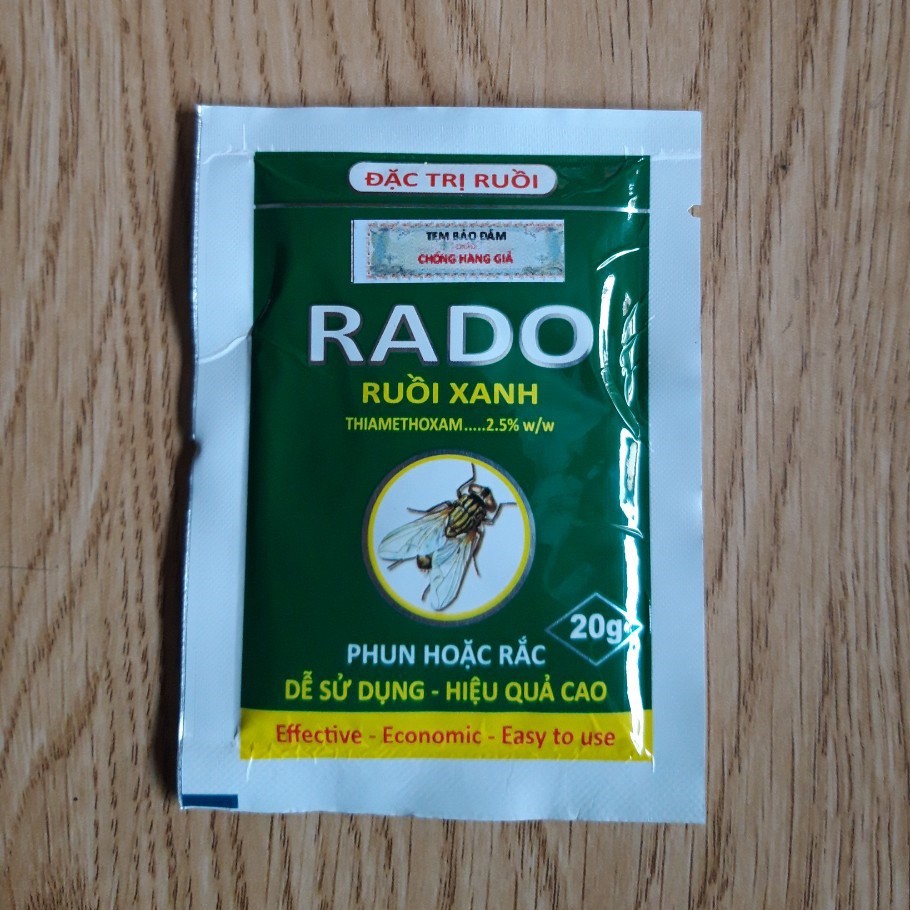 ĐẶC TRỊ RUỒI
TEM BẢO ĐẢM
CHỐNG HÀNG GIẢ
RADO
RUỒI XANH
THIAMETHOXAM.....2.5% w/w
20g
PHUN HOẶC RẮC
DỄ SỬ DỤNG - HIỆU QUẢ CAO
Effective - Economic - Easy to use